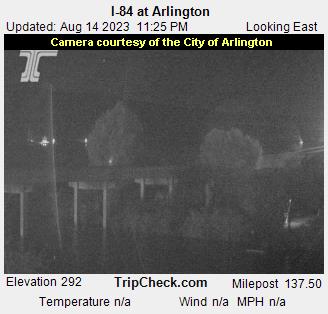 I-84 at Arlington
Updated: Aug 14 2023 11:25 PM Looking East
Camera courtesy of the City of Arlington
Elevation 292 TripCheck.com Milepost 137.50
Temperature n/a Wind n/a MPH n/a